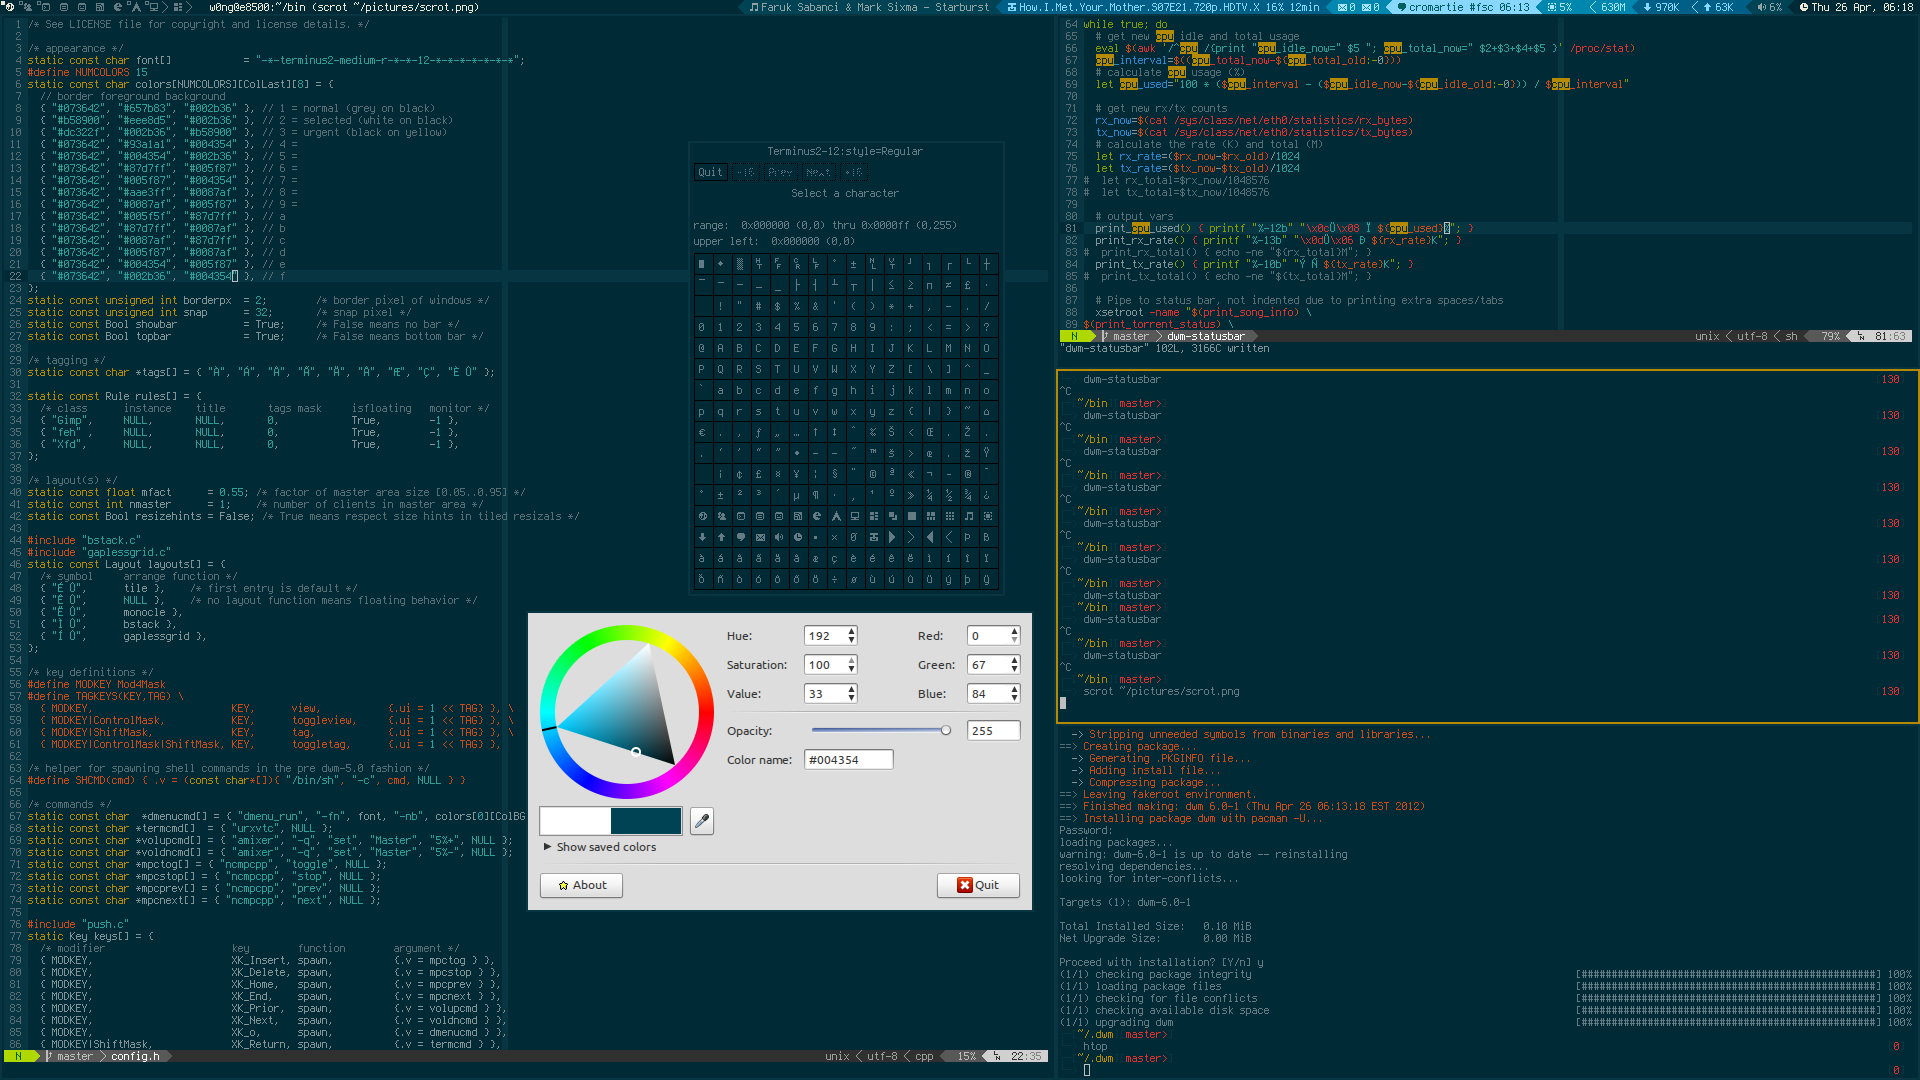 w0ng@e8500:~/bin (scrot ~/pictures/scrot.png)
Faruk Sabanci & Mark Sixma - Starburst
How.I.Met.Your.Mother.S07E21.720p.HDTV.X 16% 12min
0 0
cromartie #fsc 06:13
5%
630M
970K
63K
6%
Thu 26 Apr, 06:18
1 /* See LICENSE file for copyright and license details. */
2
3 /* appearance */
4 static const char font[] = "-*-terminus2-medium-r-*-*-12-*-*-*-*-*-*-*";
5 #define NUMCOLORS 15
6 static const char colors[NUMCOLORS][ColLast][8] = {
7 // border foreground background
8 { "#073642", "#657b83", "#002b36" }, // 1 = normal (grey on black)
9 { "#b58900", "#eee8d5", "#002b36" }, // 2 = selected (white on black)
10 { "#dc322f", "#002b36", "#b58900" }, // 3 = urgent (black on yellow)
11 { "#073642", "#93a1a1", "#004354" }, // 4 =
12 { "#073642", "#004354", "#002b36" }, // 5 =
13 { "#073642", "#87d7ff", "#005f87" }, // 6 =
14 { "#073642", "#005f87", "#004354" }, // 7 =
15 { "#073642", "#aae3ff", "#0087af" }, // 8 =
16 { "#073642", "#0087af", "#005f87" }, // 9 =
17 { "#073642", "#005f5f", "#87d7ff" }, // a
18 { "#073642", "#87d7ff", "#0087af" }, // b
19 { "#073642", "#0087af", "#87d7ff" }, // c
20 { "#073642", "#005f87", "#0087af" }, // d
21 { "#073642", "#004354", "#005f87" }, // e
22 { "#073642", "#002b36", "#004354" }, // f
23 };
24 static const unsigned int borderpx = 2; /* border pixel of windows */
25 static const unsigned int snap = 32; /* snap pixel */
26 static const Bool showbar = True; /* False means no bar */
27 static const Bool topbar = True; /* False means bottom bar */
28
29 /* tagging */
30 static const char *tags[] = { "À", "Á", "Â", "Ã", "Ä", "Å", "Æ", "Ç", "È Ú" };
31
32 static const Rule rules[] = {
33 /* class instance title tags mask isfloating monitor */
34 { "Gimp", NULL, NULL, 0, True, -1 },
35 { "feh" , NULL, NULL, 0, True, -1 },
36 { "Xfd", NULL, NULL, 0, True, -1 },
37 };
38
39 /* layout(s) */
40 static const float mfact = 0.55; /* factor of master area size [0.05..0.95] */
41 static const int nmaster = 1; /* number of clients in master area */
42 static const Bool resizehints = False; /* True means respect size hints in tiled resizals */
43
44 #include "bstack.c"
45 #include "gaplessgrid.c"
46 static const Layout layouts[] = {
47 /* symbol arrange function */
48 tile }, /* first entry is default */
49 NULL }, /* no layout function means floating behavior */
50 monocle },
51 bstack },
52 gaplessgrid },
53 };
54
55 /* key definitions */
56 #define MODKEY Mod4Mask
57 #define TAGKEYS(KEY,TAG) \
58 { MODKEY, KEY, view, {.ui = 1 << TAG} }, \
59 { MODKEY|ControlMask, KEY, toggleview, {.ui = 1 << TAG} }, \
60 { MODKEY|ShiftMask, KEY, tag, {.ui = 1 << TAG} }, \
61 { MODKEY|ControlMask|ShiftMask, KEY, toggletag, {.ui = 1 << TAG} },
62
63 /* helper for spawning shell commands in the pre dwm-5.0 fashion */
64 #define SHCMD(cmd) { .v = (const char*[]){ "/bin/sh", "-c", cmd, NULL } }
65
66 /* commands */
67 static const char *dmenucmd[] = { "dmenu_run", "-fn", font, "-nb", colors[0][ColBG
68 static const char *termcmd[] = { "urxvtc", NULL };
69 static const char *volupcmd[] = { "amixer", "-q", "set", "Master", "5%+", NULL };
70 static const char *voldncmd[] = { "amixer", "-q", "set", "Master", "5%-", NULL };
71 static const char *mpctog[] = { "ncmpcpp", "toggle", NULL };
72 static const char *mpcstop[] = { "ncmpcpp", "stop", NULL };
73 static const char *mpcprev[] = { "ncmpcpp", "prev", NULL };
74 static const char *mpcnext[] = { "ncmpcpp", "next", NULL };
75
76 #include "push.c"
77 static Key keys[] = {
78 /* modifier key function argument */
79 { MODKEY, XK_Insert, spawn, {.v = mpctog } },
80 { MODKEY, XK_Delete, spawn, {.v = mpcstop } },
81 { MODKEY, XK_Home, spawn, {.v = mpcprev } },
82 { MODKEY, XK_End, spawn, {.v = mpcnext } },
83 { MODKEY, XK_Prior, spawn, {.v = volupcmd } },
84 { MODKEY, XK_Next, spawn, {.v = voldncmd } },
85 { MODKEY, XK_o, spawn, {.v = dmenucmd } },
86 { MODKEY|ShiftMask, XK_Return, spawn, {.v = termcmd } },
N master config.h unix utf-8 cpp 15% 22:35
Terminus2-12:style=Regular
Quit -16 Prev Next +16
Select a character
range: 0x000000 (0,0) thru 0x0000ff (0,255)
upper left: 0x000000 (0,0)
! " # $ % & ' ( ) * + , - . /
0 1 2 3 4 5 6 7 8 9 : ; < = > ?
@ A B C D E F G H I J K L M N O
P Q R S T U V W X Y Z [ \ ] ^ _
` a b c d e f g h i j k l m n o
p q r s t u v w x y z { | } ~
Hue: 192
Saturation: 100
Value: 33
Red: 0
Green: 67
Blue: 84
Opacity: 255
Color name: #004354
Show saved colors
About
Quit
64 while true; do
65 # get new cpu idle and total usage
66 eval $(awk '/^cpu /{print "cpu_idle_now=" $5 "; cpu_total_now=" $2+$3+$4+$5 }' /proc/stat)
67 cpu_interval=$((cpu_total_now-${cpu_total_old:-0}))
68 # calculate cpu usage (%)
69 let cpu_used="100 * ($cpu_interval - ($cpu_idle_now-${cpu_idle_old:-0})) / $cpu_interval"
70
71 # get new rx/tx counts
72 rx_now=$(cat /sys/class/net/eth0/statistics/rx_bytes)
73 tx_now=$(cat /sys/class/net/eth0/statistics/tx_bytes)
74 # calculate the rate (K) and total (M)
75 let rx_rate=($rx_now-$rx_old)/1024
76 let tx_rate=($tx_now-$tx_old)/1024
77 # let rx_total=$rx_now/1048576
78 # let tx_total=$tx_now/1048576
79
80 # output vars
81 print_cpu_used() { printf "%-12b" "\x0cÛ\x08 Ï ${cpu_used}%"; }
82 print_rx_rate() { printf "%-13b" "\x0dÛ\x06 Ð ${rx_rate}K"; }
83 # print_rx_total() { echo -ne "${rx_total}M"; }
84 print_tx_rate() { printf "%-10b" "Ý Ñ ${tx_rate}K"; }
85 # print_tx_total() { echo -ne "${tx_total}M"; }
86
87 # Pipe to status bar, not indented due to printing extra spaces/tabs
88 xsetroot -name "$(print_song_info) \
89 $(print_torrent_status) \
N master dwm-statusbar unix utf-8 sh 79% 81:63
"dwm-statusbar" 102L, 3166C written
dwm-statusbar 130
^C
~/bin master>
dwm-statusbar 130
^C
~/bin master>
dwm-statusbar 130
^C
~/bin master>
dwm-statusbar 130
^C
~/bin master>
dwm-statusbar 130
^C
~/bin master>
dwm-statusbar 130
^C
~/bin master>
dwm-statusbar 130
~/bin master>
dwm-statusbar 130
^C
~/bin master>
dwm-statusbar 130
^C
~/bin master>
scrot ~/pictures/scrot.png 130
-> Stripping unneeded symbols from binaries and libraries...
==> Creating package...
-> Generating .PKGINFO file...
-> Adding install file...
-> Compressing package...
==> Leaving fakeroot environment.
==> Finished making: dwm 6.0-1 (Thu Apr 26 06:13:18 EST 2012)
==> Installing package dwm with pacman -U...
Password:
loading packages...
warning: dwm-6.0-1 is up to date -- reinstalling
resolving dependencies...
looking for inter-conflicts...
Targets (1): dwm-6.0-1
Total Installed Size: 0.10 MiB
Net Upgrade Size: 0.00 MiB
Proceed with installation? [Y/n] y
(1/1) checking package integrity 100%
(1/1) loading package files 100%
(1/1) checking for file conflicts 100%
(1/1) checking available disk space 100%
(1/1) upgrading dwm 100%
~/.dwm master>
htop 0
~/.dwm master>
0